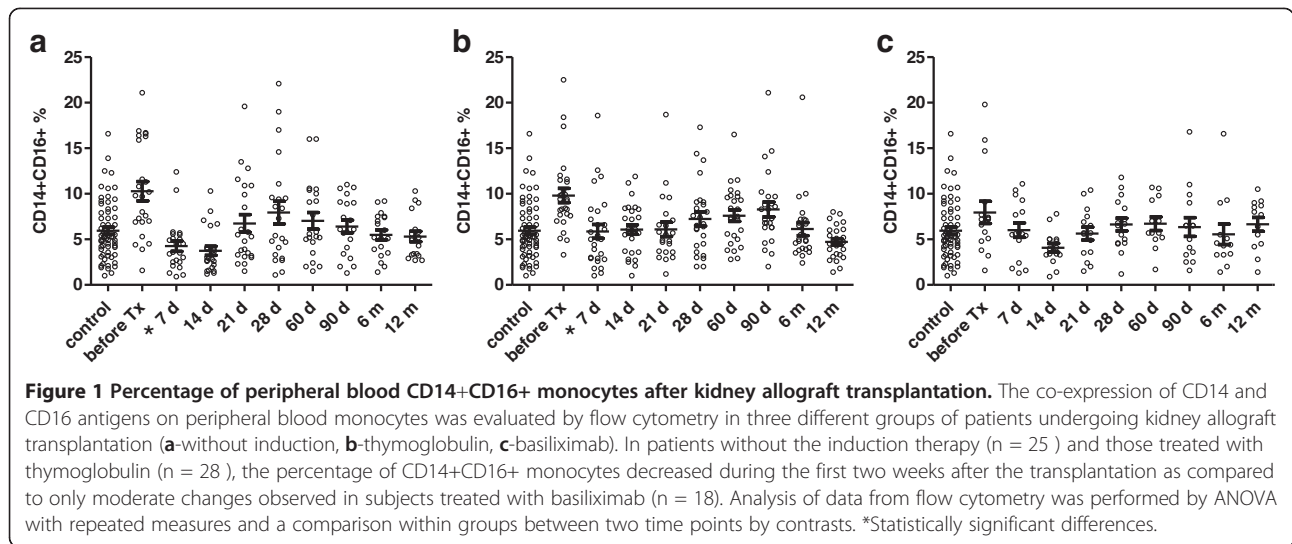 a
b
c
25
20
15
10
5
0
CD14+CD16+ %
control
before Tx
* 7 d
14 d
21 d
28 d
60 d
90 d
6 m
12 m
25
20
15
10
5
0
CD14+CD16+ %
control
before Tx
* 7 d
14 d
21 d
28 d
60 d
90 d
6 m
12 m
25
20
15
10
5
0
CD14+CD16+ %
control
before Tx
7 d
14 d
21 d
28 d
60 d
90 d
6 m
12 m
Figure 1 Percentage of peripheral blood CD14+CD16+ monocytes after kidney allograft transplantation. The co-expression of CD14 and
CD16 antigens on peripheral blood monocytes was evaluated by flow cytometry in three different groups of patients undergoing kidney allograft
transplantation (a-without induction, b-thymoglobulin, c-basiliximab). In patients without the induction therapy (n = 25 ) and those treated with
thymoglobulin (n = 28 ), the percentage of CD14+CD16+ monocytes decreased during the first two weeks after the transplantation as compared
to only moderate changes observed in subjects treated with basiliximab (n = 18). Analysis of data from flow cytometry was performed by ANOVA
with repeated measures and a comparison within groups between two time points by contrasts. *Statistically significant differences.